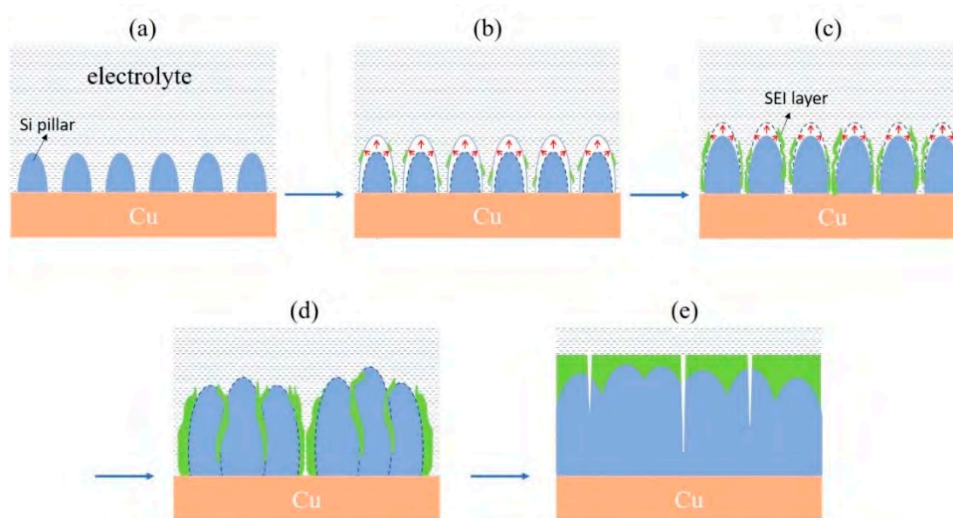 (a)
(b)
(c)
electrolyte
Si pillar
SEI layer
Cu
Cu
Cu
(d)
(e)
Cu
Cu